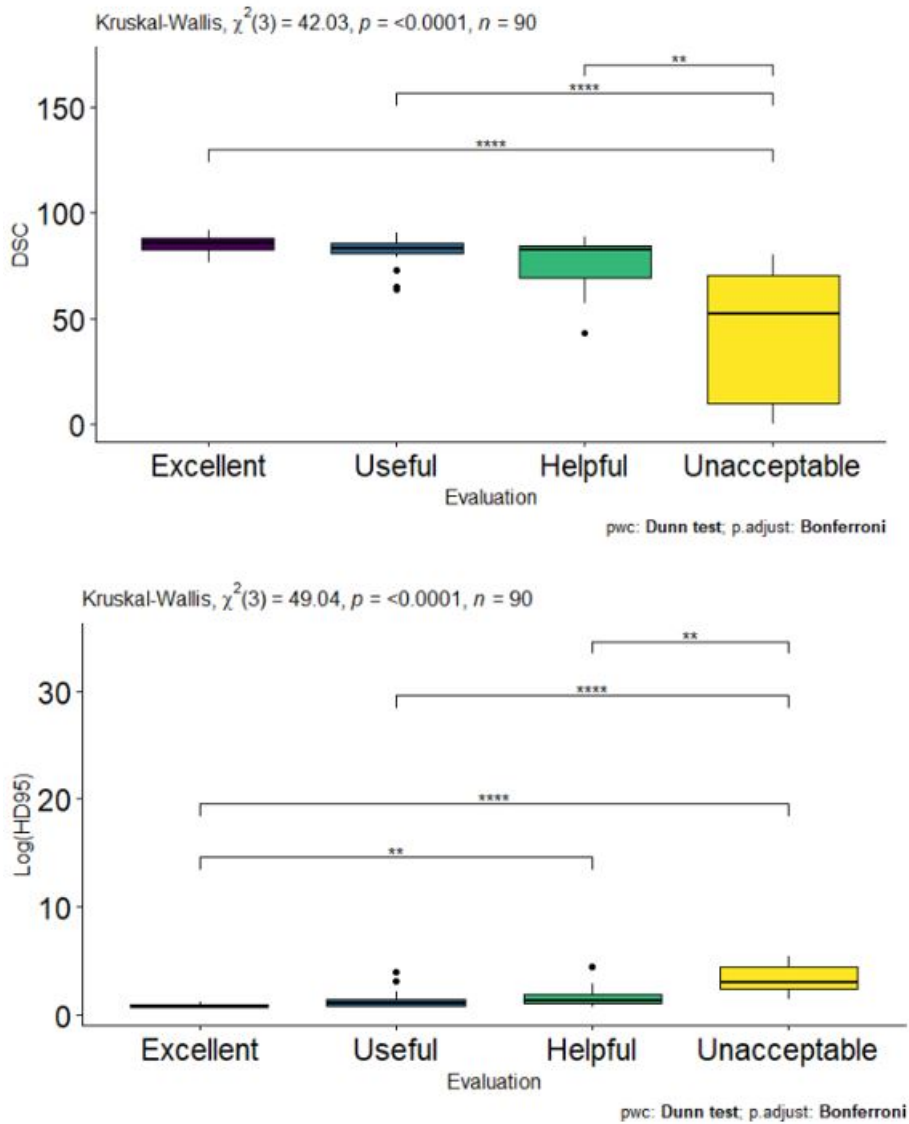 Kruskal-Wallis, χ²(3) = 42.03, p = <0.0001, n = 90
**
****
****
150
100
50
0
DSC
Excellent Useful Helpful Unacceptable
Evaluation
pwc: Dunn test; p.adjust: Bonferroni
Kruskal-Wallis, χ²(3) = 49.04, p = <0.0001, n = 90
**
****
****
**
30
20
10
0
Log(HD95)
Excellent Useful Helpful Unacceptable
Evaluation
pwc: Dunn test; p.adjust: Bonferroni